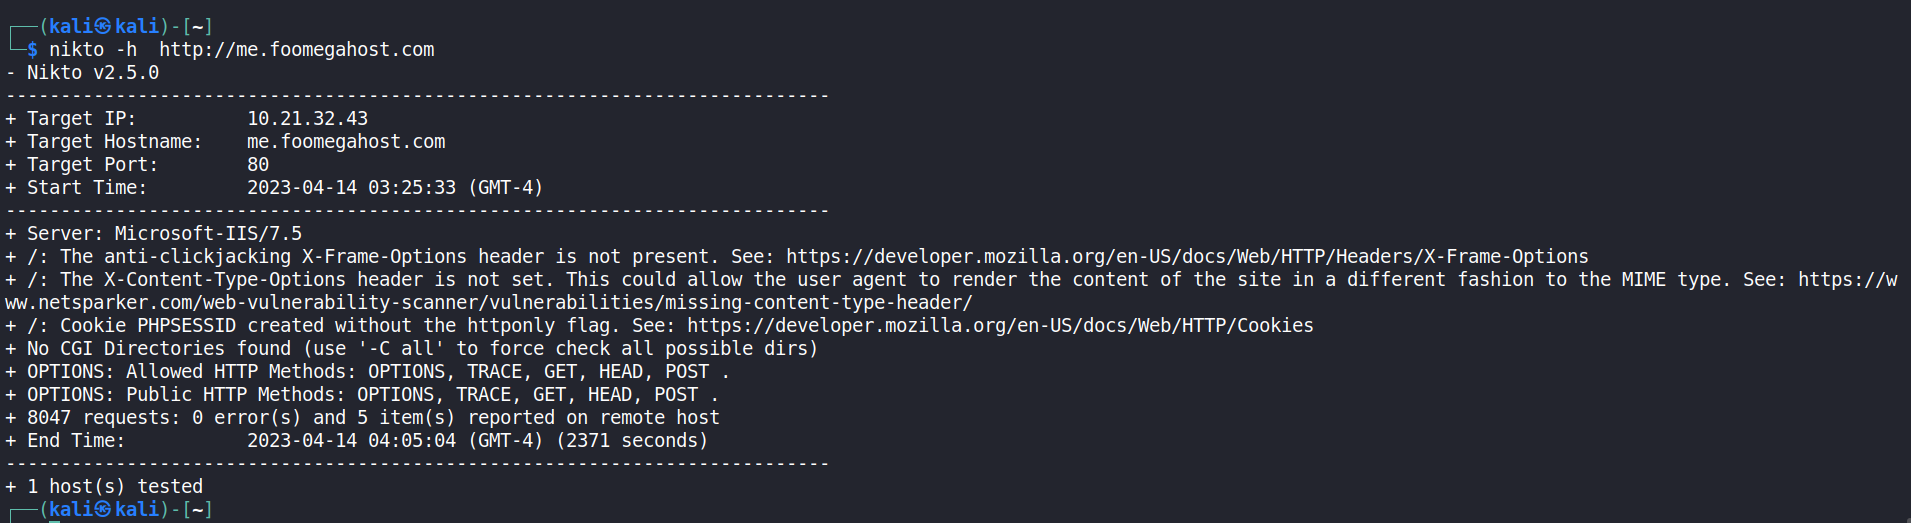 ┌──(kali㉿kali)-[~]
└─$ nikto -h  http://me.foomegahost.com
- Nikto v2.5.0
---------------------------------------------------------------------------
+ Target IP:          10.21.32.43
+ Target Hostname:    me.foomegahost.com
+ Target Port:        80
+ Start Time:         2023-04-14 03:25:33 (GMT-4)
---------------------------------------------------------------------------
+ Server: Microsoft-IIS/7.5
+ /: The anti-clickjacking X-Frame-Options header is not present. See: https://developer.mozilla.org/en-US/docs/Web/HTTP/Headers/X-Frame-Options
+ /: The X-Content-Type-Options header is not set. This could allow the user agent to render the content of the site in a different fashion to the MIME type. See: https://w
ww.netsparker.com/web-vulnerability-scanner/vulnerabilities/missing-content-type-header/
+ /: Cookie PHPSESSID created without the httponly flag. See: https://developer.mozilla.org/en-US/docs/Web/HTTP/Cookies
+ No CGI Directories found (use '-C all' to force check all possible dirs)
+ OPTIONS: Allowed HTTP Methods: OPTIONS, TRACE, GET, HEAD, POST .
+ OPTIONS: Public HTTP Methods: OPTIONS, TRACE, GET, HEAD, POST .
+ 8047 requests: 0 error(s) and 5 item(s) reported on remote host
+ End Time:           2023-04-14 04:05:04 (GMT-4) (2371 seconds)
---------------------------------------------------------------------------
+ 1 host(s) tested
┌──(kali㉿kali)-[~]